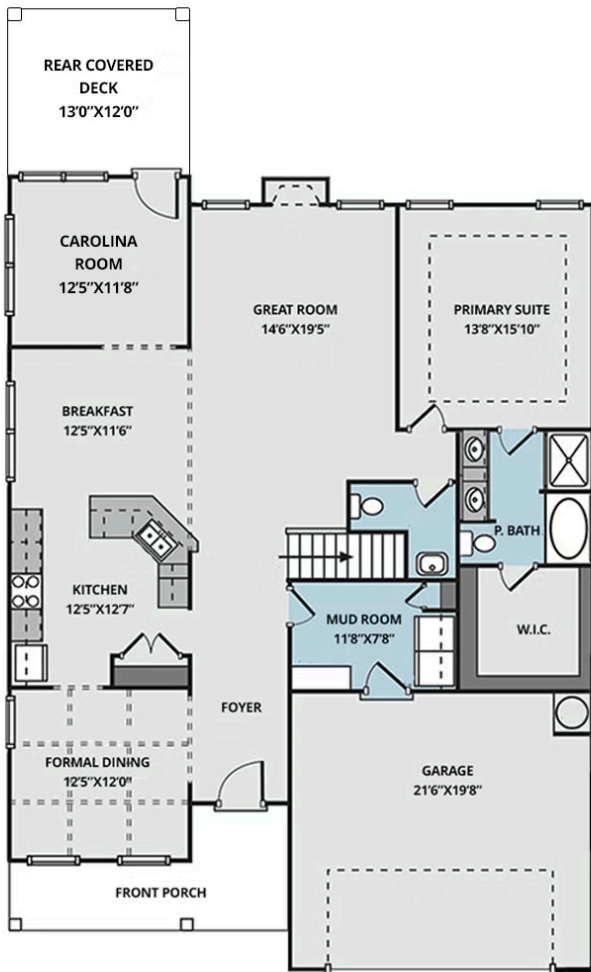 REAR COVERED
DECK
13'0"X12'0"
CAROLINA
ROOM
12'5"X11'8"
GREAT ROOM
14'6"X19'5"
PRIMARY SUITE
13'8"X15'10"
BREAKFAST
12'5"X11'6"
P. BATH
KITCHEN
12'5"X12'7"
MUD ROOM
11'8"X7'8"
W.I.C.
FOYER
FORMAL DINING
12'5"X12'0"
GARAGE
21'6"X19'8"
FRONT PORCH